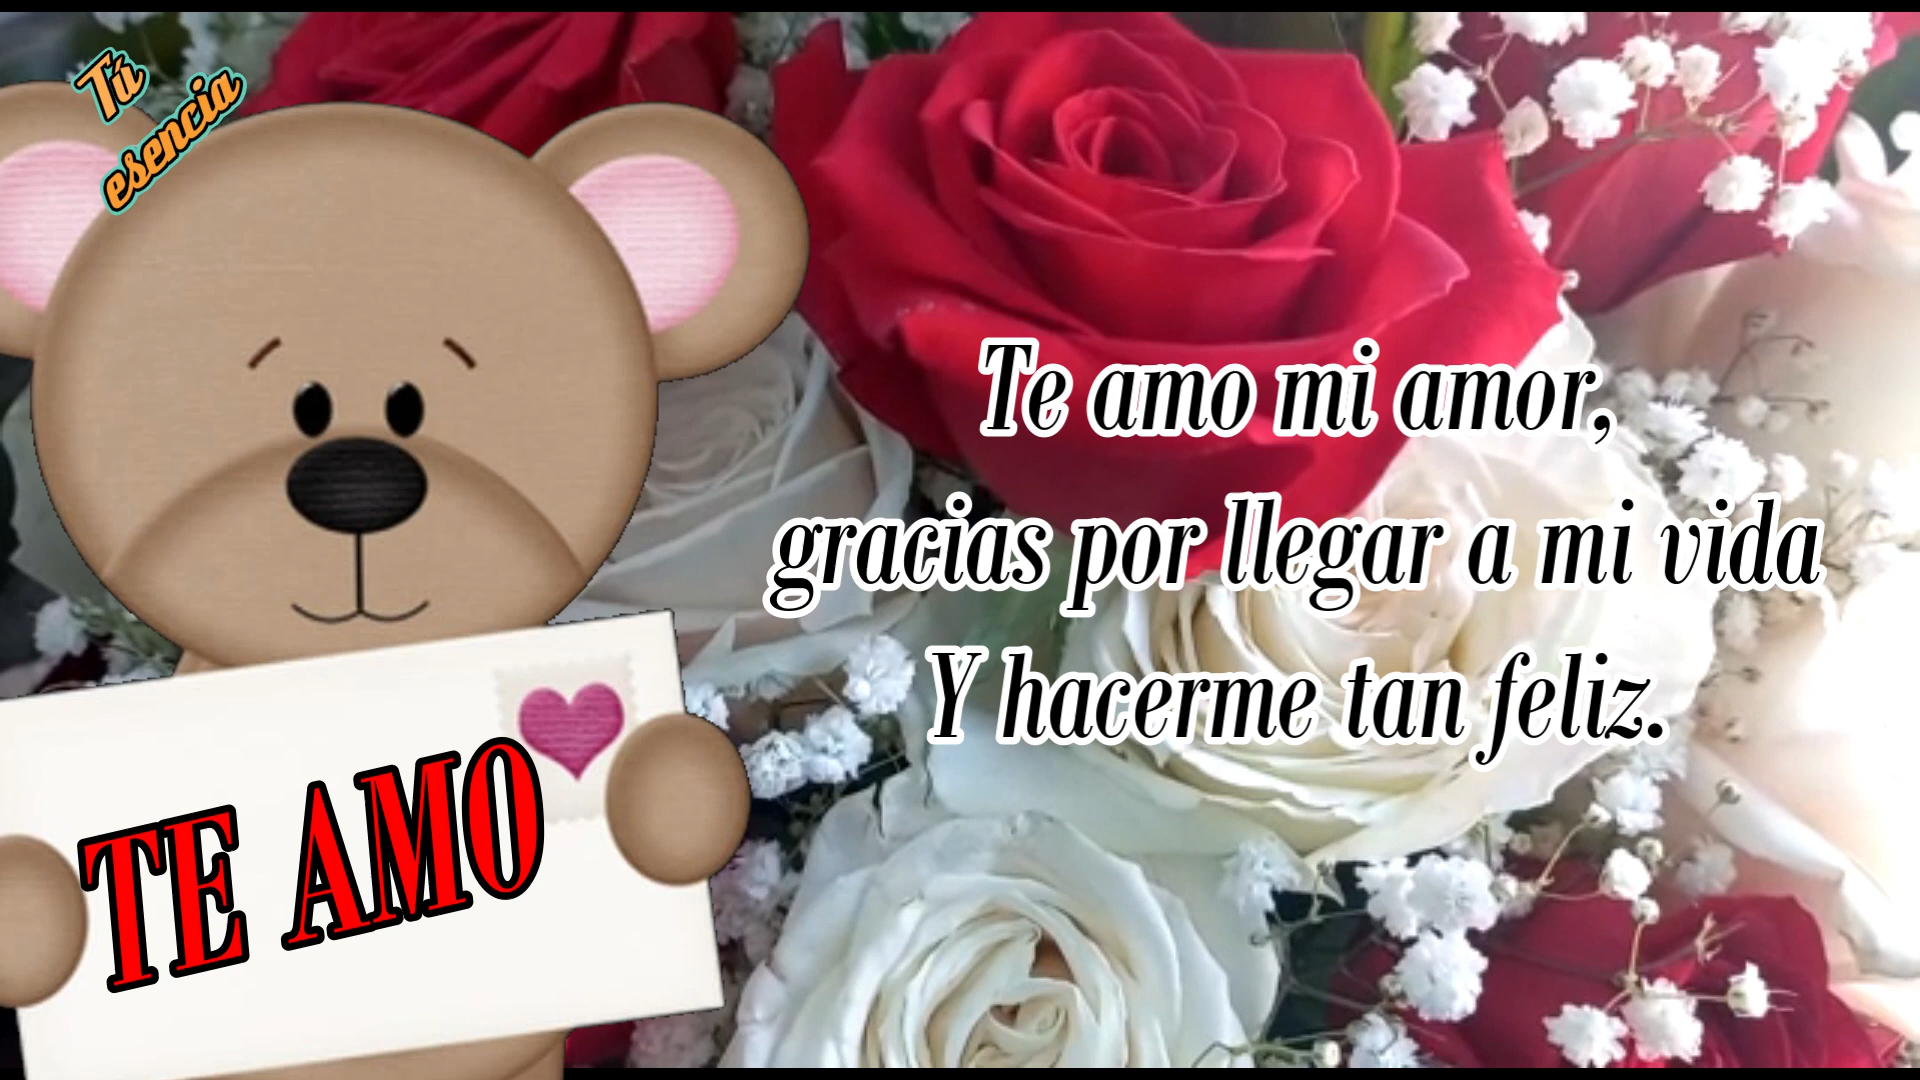 Tú
esencia
Te amo mi amor,
gracias por llegar a mi vida
Y hacerme tan feliz.
TE AMO